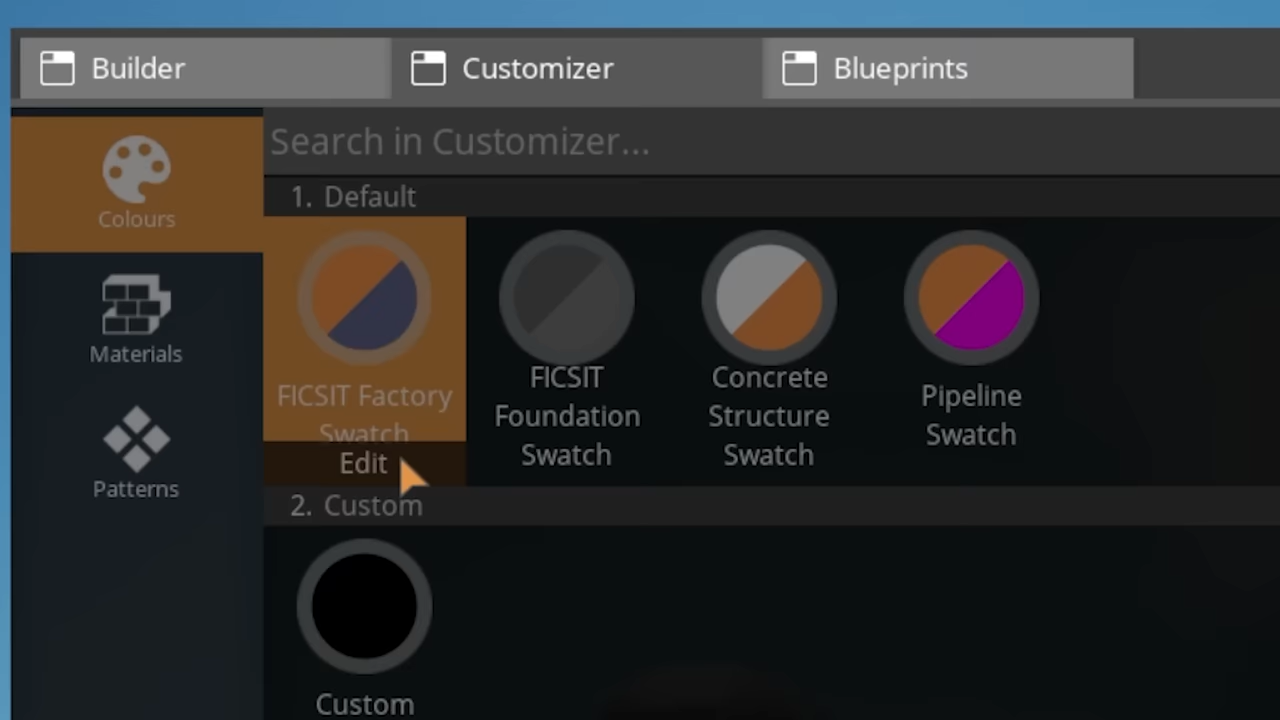 Builder
Customizer
Blueprints
Search in Customizer...
Colours
Materials
Patterns
1. Default
FICSIT Factory
Swatch
Edit
FICSIT
Foundation
Swatch
Concrete
Structure
Swatch
Pipeline
Swatch
2. Custom
Custom